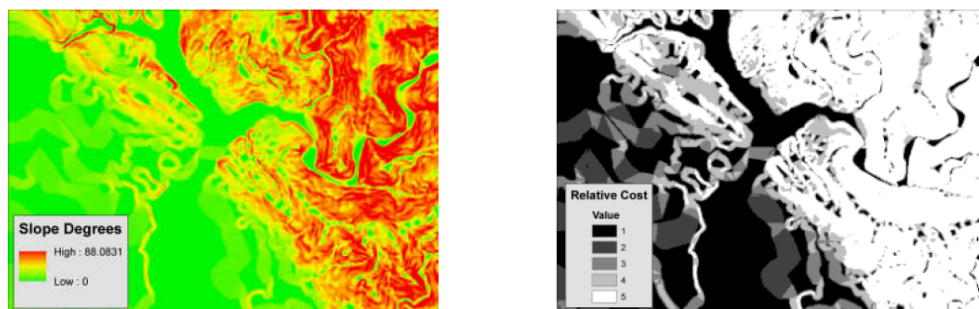 Slope Degrees
High : 88.0831
Low : 0
Relative Cost
Value
1
2
3
4
5